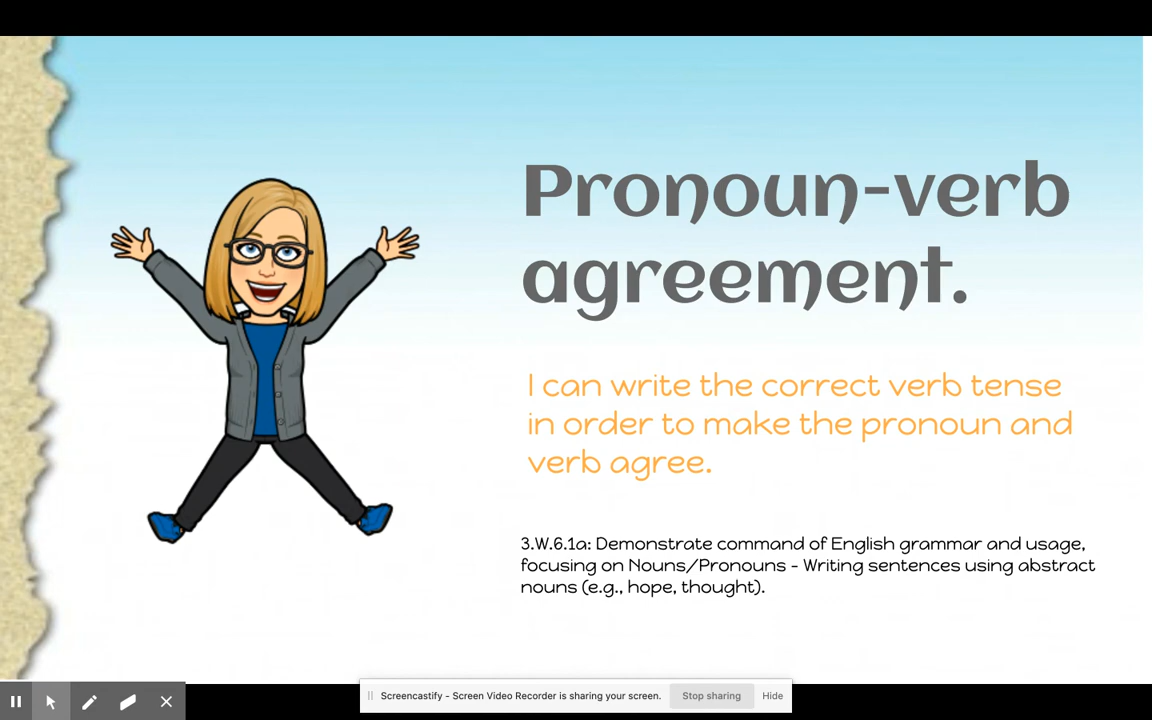 Pronoun-verb
agreement.
I can write the correct verb tense
in order to make the pronoun and
verb agree.
3.W.6.1a: Demonstrate command of English grammar and usage,
focusing on Nouns/Pronouns - Writing sentences using abstract
nouns (e.g., hope, thought).
Screencastify - Screen Video Recorder is sharing your screen. Stop sharing Hide